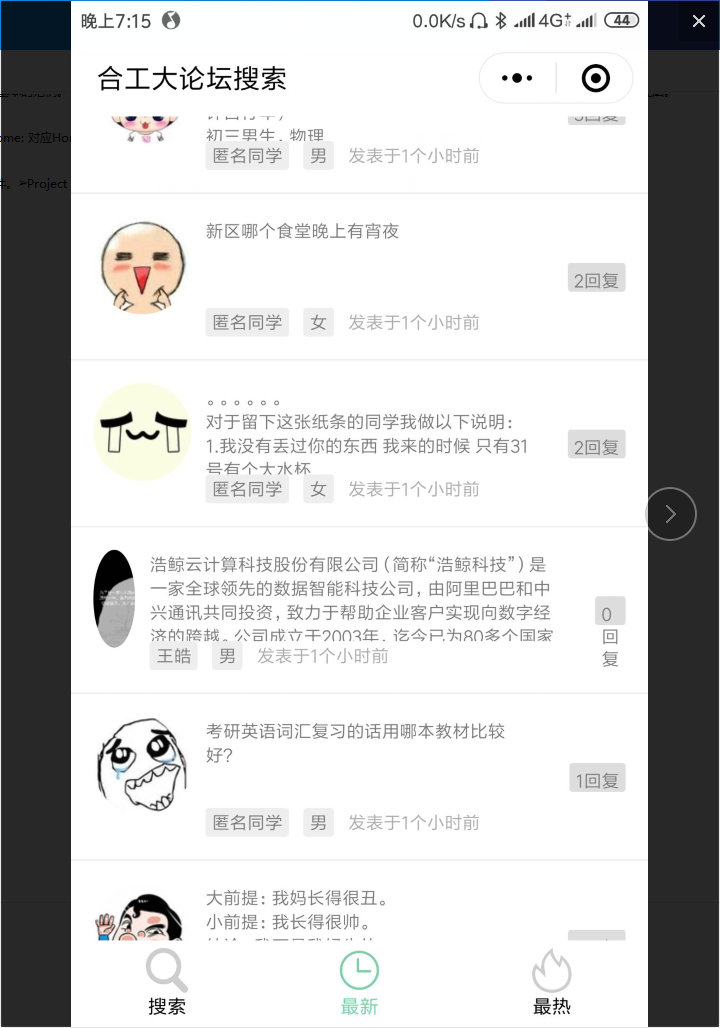 晚上7:15
0.0K/s 4G 44
合工大论坛搜索
初三男生，物理
匿名同学 男 发表于1个小时前
新区哪个食堂晚上有宵夜
2回复
匿名同学 女 发表于1个小时前
。。。。。。
对于留下这张纸条的同学我做以下说明：
1.我没有丢过你的东西 我来的时候 只有31
号有个大水杯
2回复
匿名同学 女 发表于1个小时前
浩鲸云计算科技股份有限公司（简称“浩鲸科技”）是
一家全球领先的数据智能科技公司，由阿里巴巴和中
兴通讯共同投资，致力于帮助企业客户实现向数字经
济的跨越。公司成立于2003年，迄今已为80多个国家
0
回
复
王皓 男 发表于1个小时前
考研英语词汇复习的话用哪本教材比较
好？
1回复
匿名同学 男 发表于1个小时前
大前提：我妈长得很丑。
小前提：我长得很帅。
搜索 最新 最热
ome: 对应Hor
➢Project